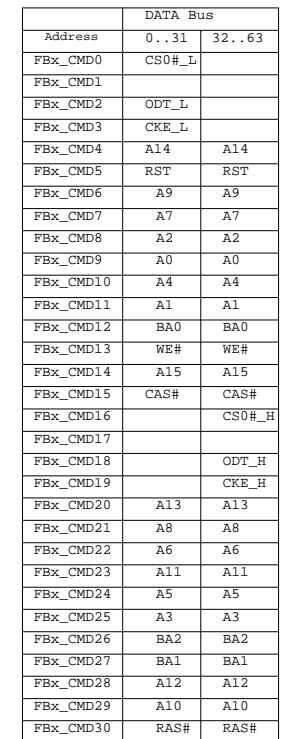 DATA Bus
Address 0..31 32..63
FBx_CMD0 CS0#_L
FBx_CMD1
FBx_CMD2 ODT_L
FBx_CMD3 CKE_L
FBx_CMD4 A14 A14
FBx_CMD5 RST RST
FBx_CMD6 A9 A9
FBx_CMD7 A7 A7
FBx_CMD8 A2 A2
FBx_CMD9 A0 A0
FBx_CMD10 A4 A4
FBx_CMD11 A1 A1
FBx_CMD12 BA0 BA0
FBx_CMD13 WE# WE#
FBx_CMD14 A15 A15
FBx_CMD15 CAS# CAS#
FBx_CMD16 CS0#_H
FBx_CMD17
FBx_CMD18 ODT_H
FBx_CMD19 CKE_H
FBx_CMD20 A13 A13
FBx_CMD21 A8 A8
FBx_CMD22 A6 A6
FBx_CMD23 A11 A11
FBx_CMD24 A5 A5
FBx_CMD25 A3 A3
FBx_CMD26 BA2 BA2
FBx_CMD27 BA1 BA1
FBx_CMD28 A12 A12
FBx_CMD29 A10 A10
FBx_CMD30 RAS# RAS#